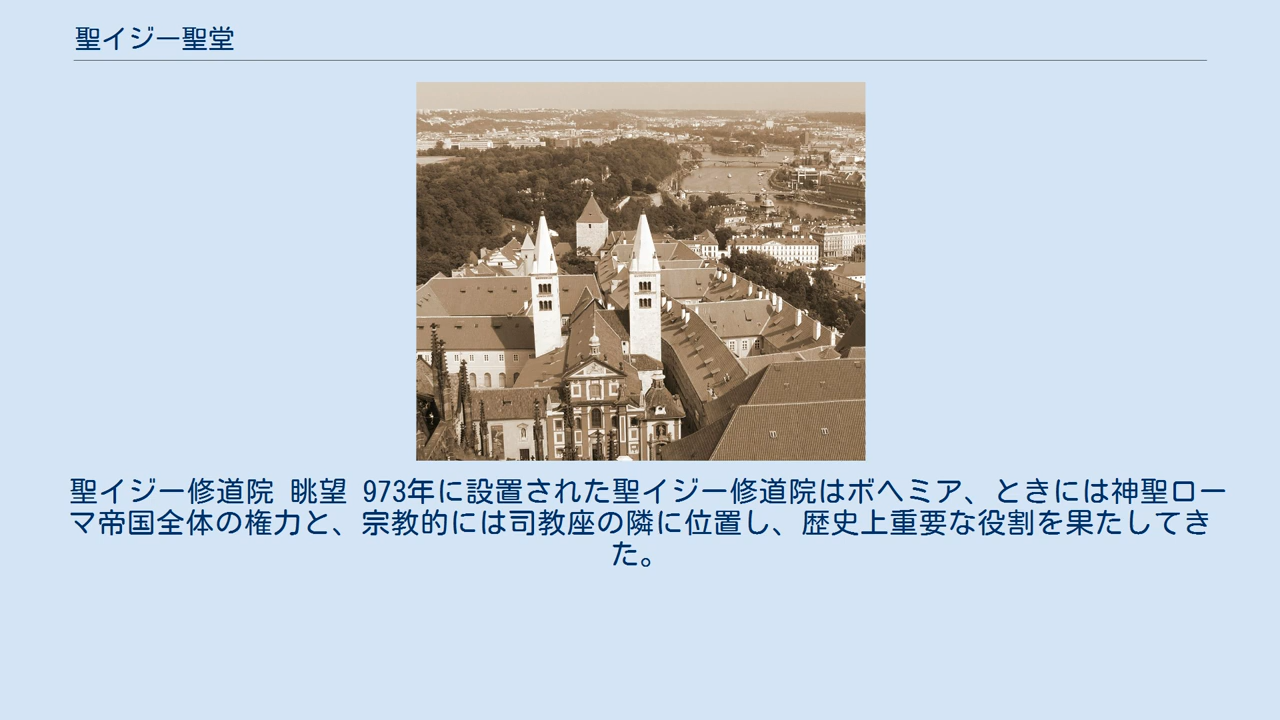 聖イジー聖堂
聖イジー修道院 眺望 973年に設置された聖イジー修道院はボヘミア、ときには神聖ロー
マ帝国全体の権力と、宗教的には司教座の隣に位置し、歴史上重要な役割を果たしてき
た。